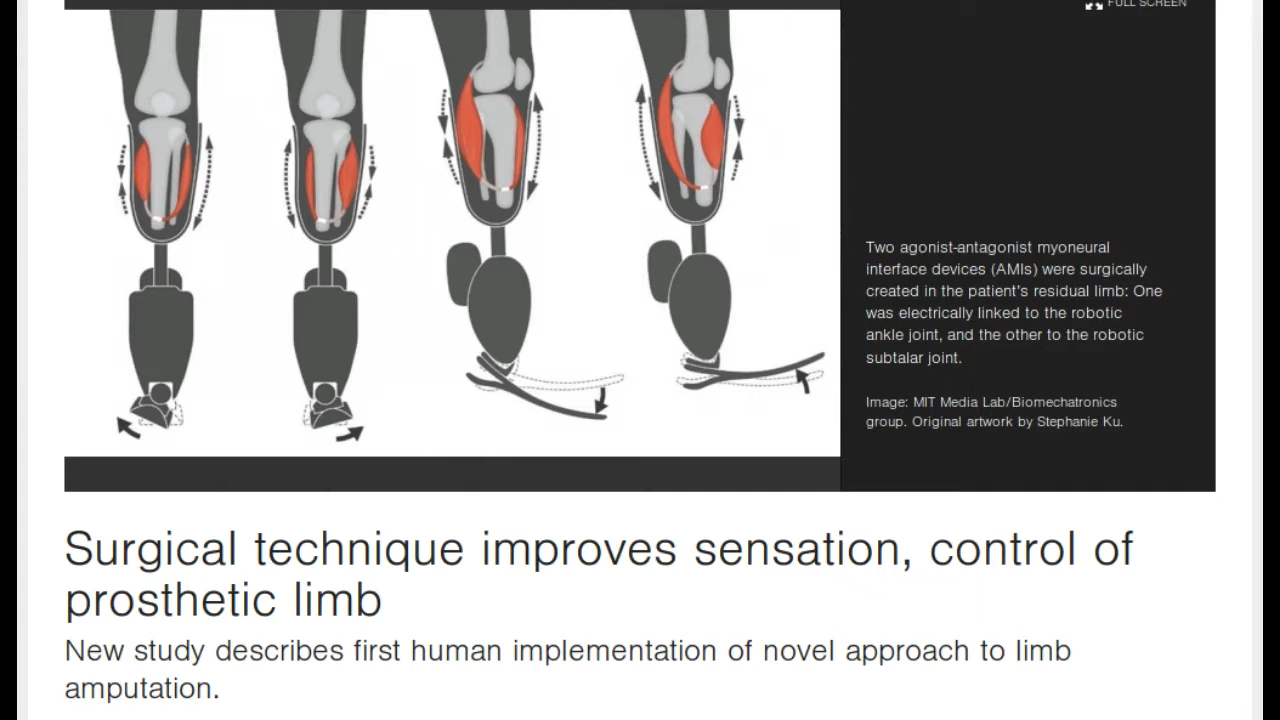 FULL SCREEN
Two agonist-antagonist myoneural
interface devices (AMIs) were surgically
created in the patient's residual limb: One
was electrically linked to the robotic
ankle joint, and the other to the robotic
subtalar joint.
Image: MIT Media Lab/Biomechatronics
group. Original artwork by Stephanie Ku.
Surgical technique improves sensation, control of
prosthetic limb
New study describes first human implementation of novel approach to limb
amputation.